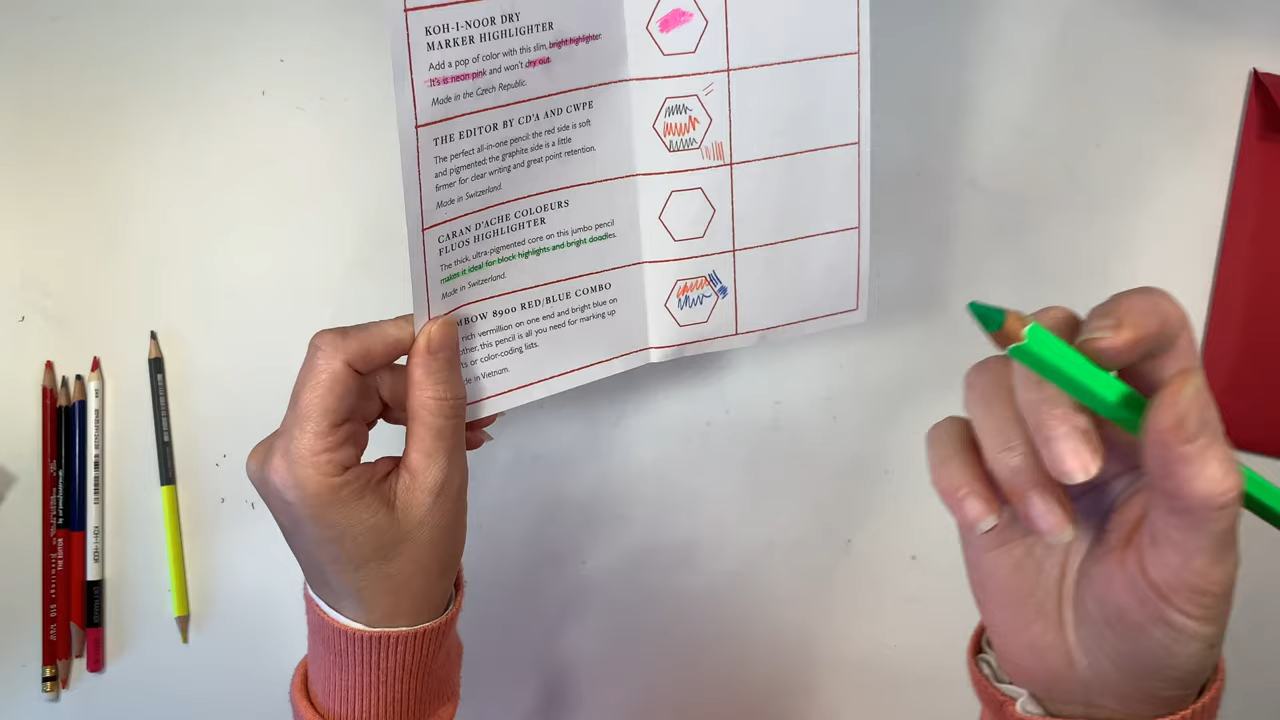 KOH-I-NOOR DRY
MARKER HIGHLIGHTER
Add a pop of color with this slim, bright highlighter.
It's is neon pink and won't dry out.
Made in the Czech Republic.
THE EDITOR BY CD'A AND CWPE
The perfect all-in-one pencil: the red side is soft
and pigmented; the graphite side is a little
firmer for clear writing and great point retention.
Made in Switzerland.
CARAN D'ACHE COLOEURS
FLUOS HIGHLIGHTER
The thick, ultra-pigmented core on this jumbo pencil
makes it ideal for block highlights and bright doodles.
Made in Switzerland.
MBOW 8900 RED/BLUE COMBO
rich vermillion on one end and bright blue on
other, this pencil is all you need for marking up
ts or color-coding lists.
de in Vietnam.
THE EDITOR
KOH-I-NOOR